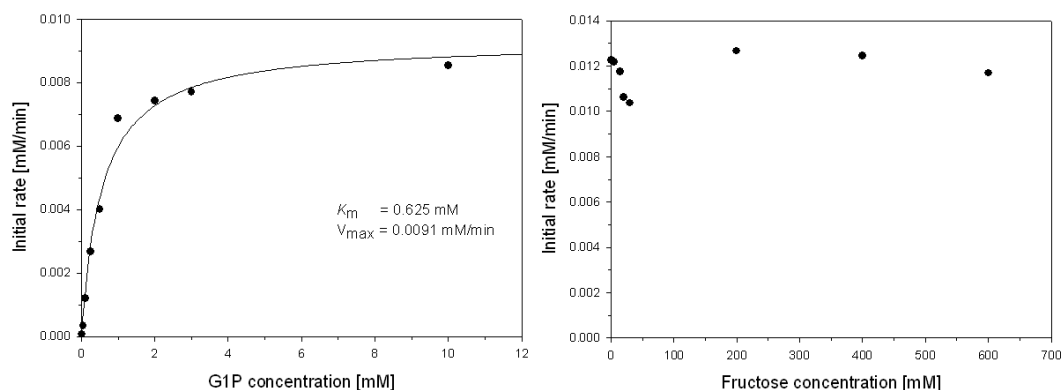 0.010
0.008
0.006
0.004
0.002
0.000
Initial rate [mM/min]
Km = 0.625 mM
Vmax = 0.0091 mM/min
0 2 4 6 8 10 12
G1P concentration [mM]
0.014
0.012
0.010
0.008
0.006
0.004
0.002
0.000
Initial rate [mM/min]
0 100 200 300 400 500 600 700
Fructose concentration [mM]